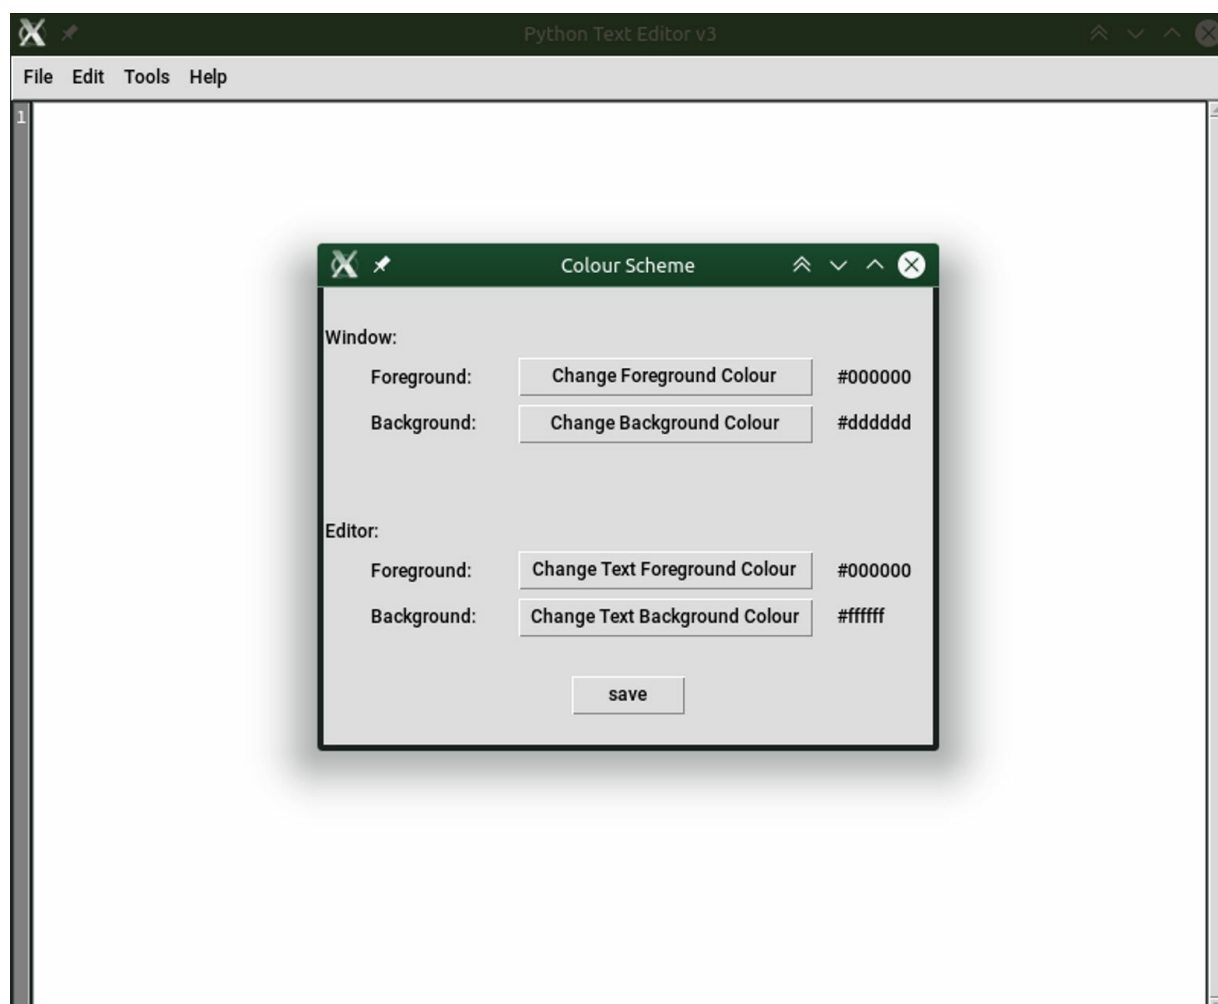 Python Text Editor v3
File Edit Tools Help
1
Colour Scheme
Window:
Foreground: Change Foreground Colour #000000
Background: Change Background Colour #dddddd
Editor:
Foreground: Change Text Foreground Colour #000000
Background: Change Text Background Colour #ffffff
save